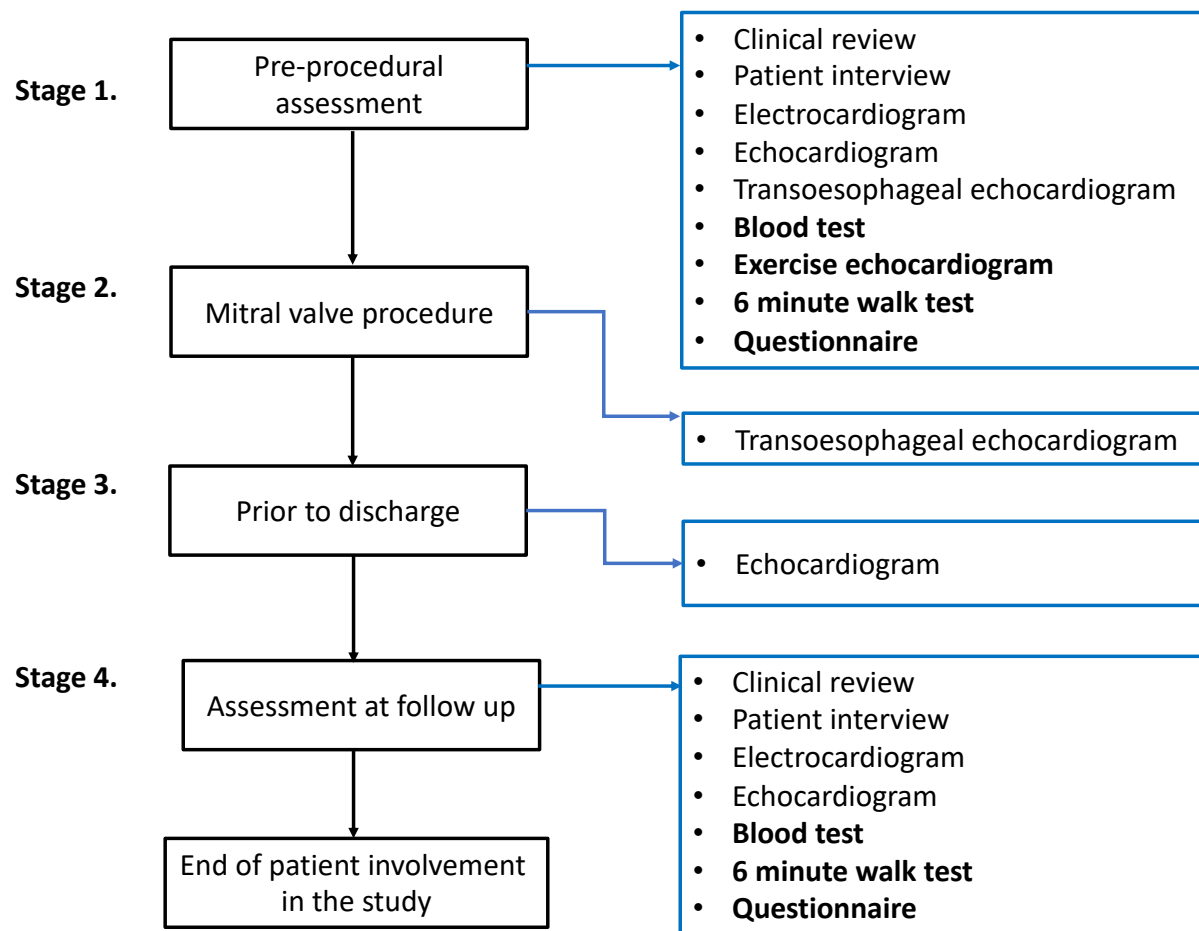 Stage 1.
Pre-procedural
assessment
• Clinical review
• Patient interview
• Electrocardiogram
• Echocardiogram
• Transoesophageal echocardiogram
• Blood test
• Exercise echocardiogram
• 6 minute walk test
• Questionnaire
Stage 2.
Mitral valve procedure
• Transoesophageal echocardiogram
Stage 3.
Prior to discharge
• Echocardiogram
Stage 4.
Assessment at follow up
• Clinical review
• Patient interview
• Electrocardiogram
• Echocardiogram
• Blood test
• 6 minute walk test
• Questionnaire
End of patient involvement
in the study